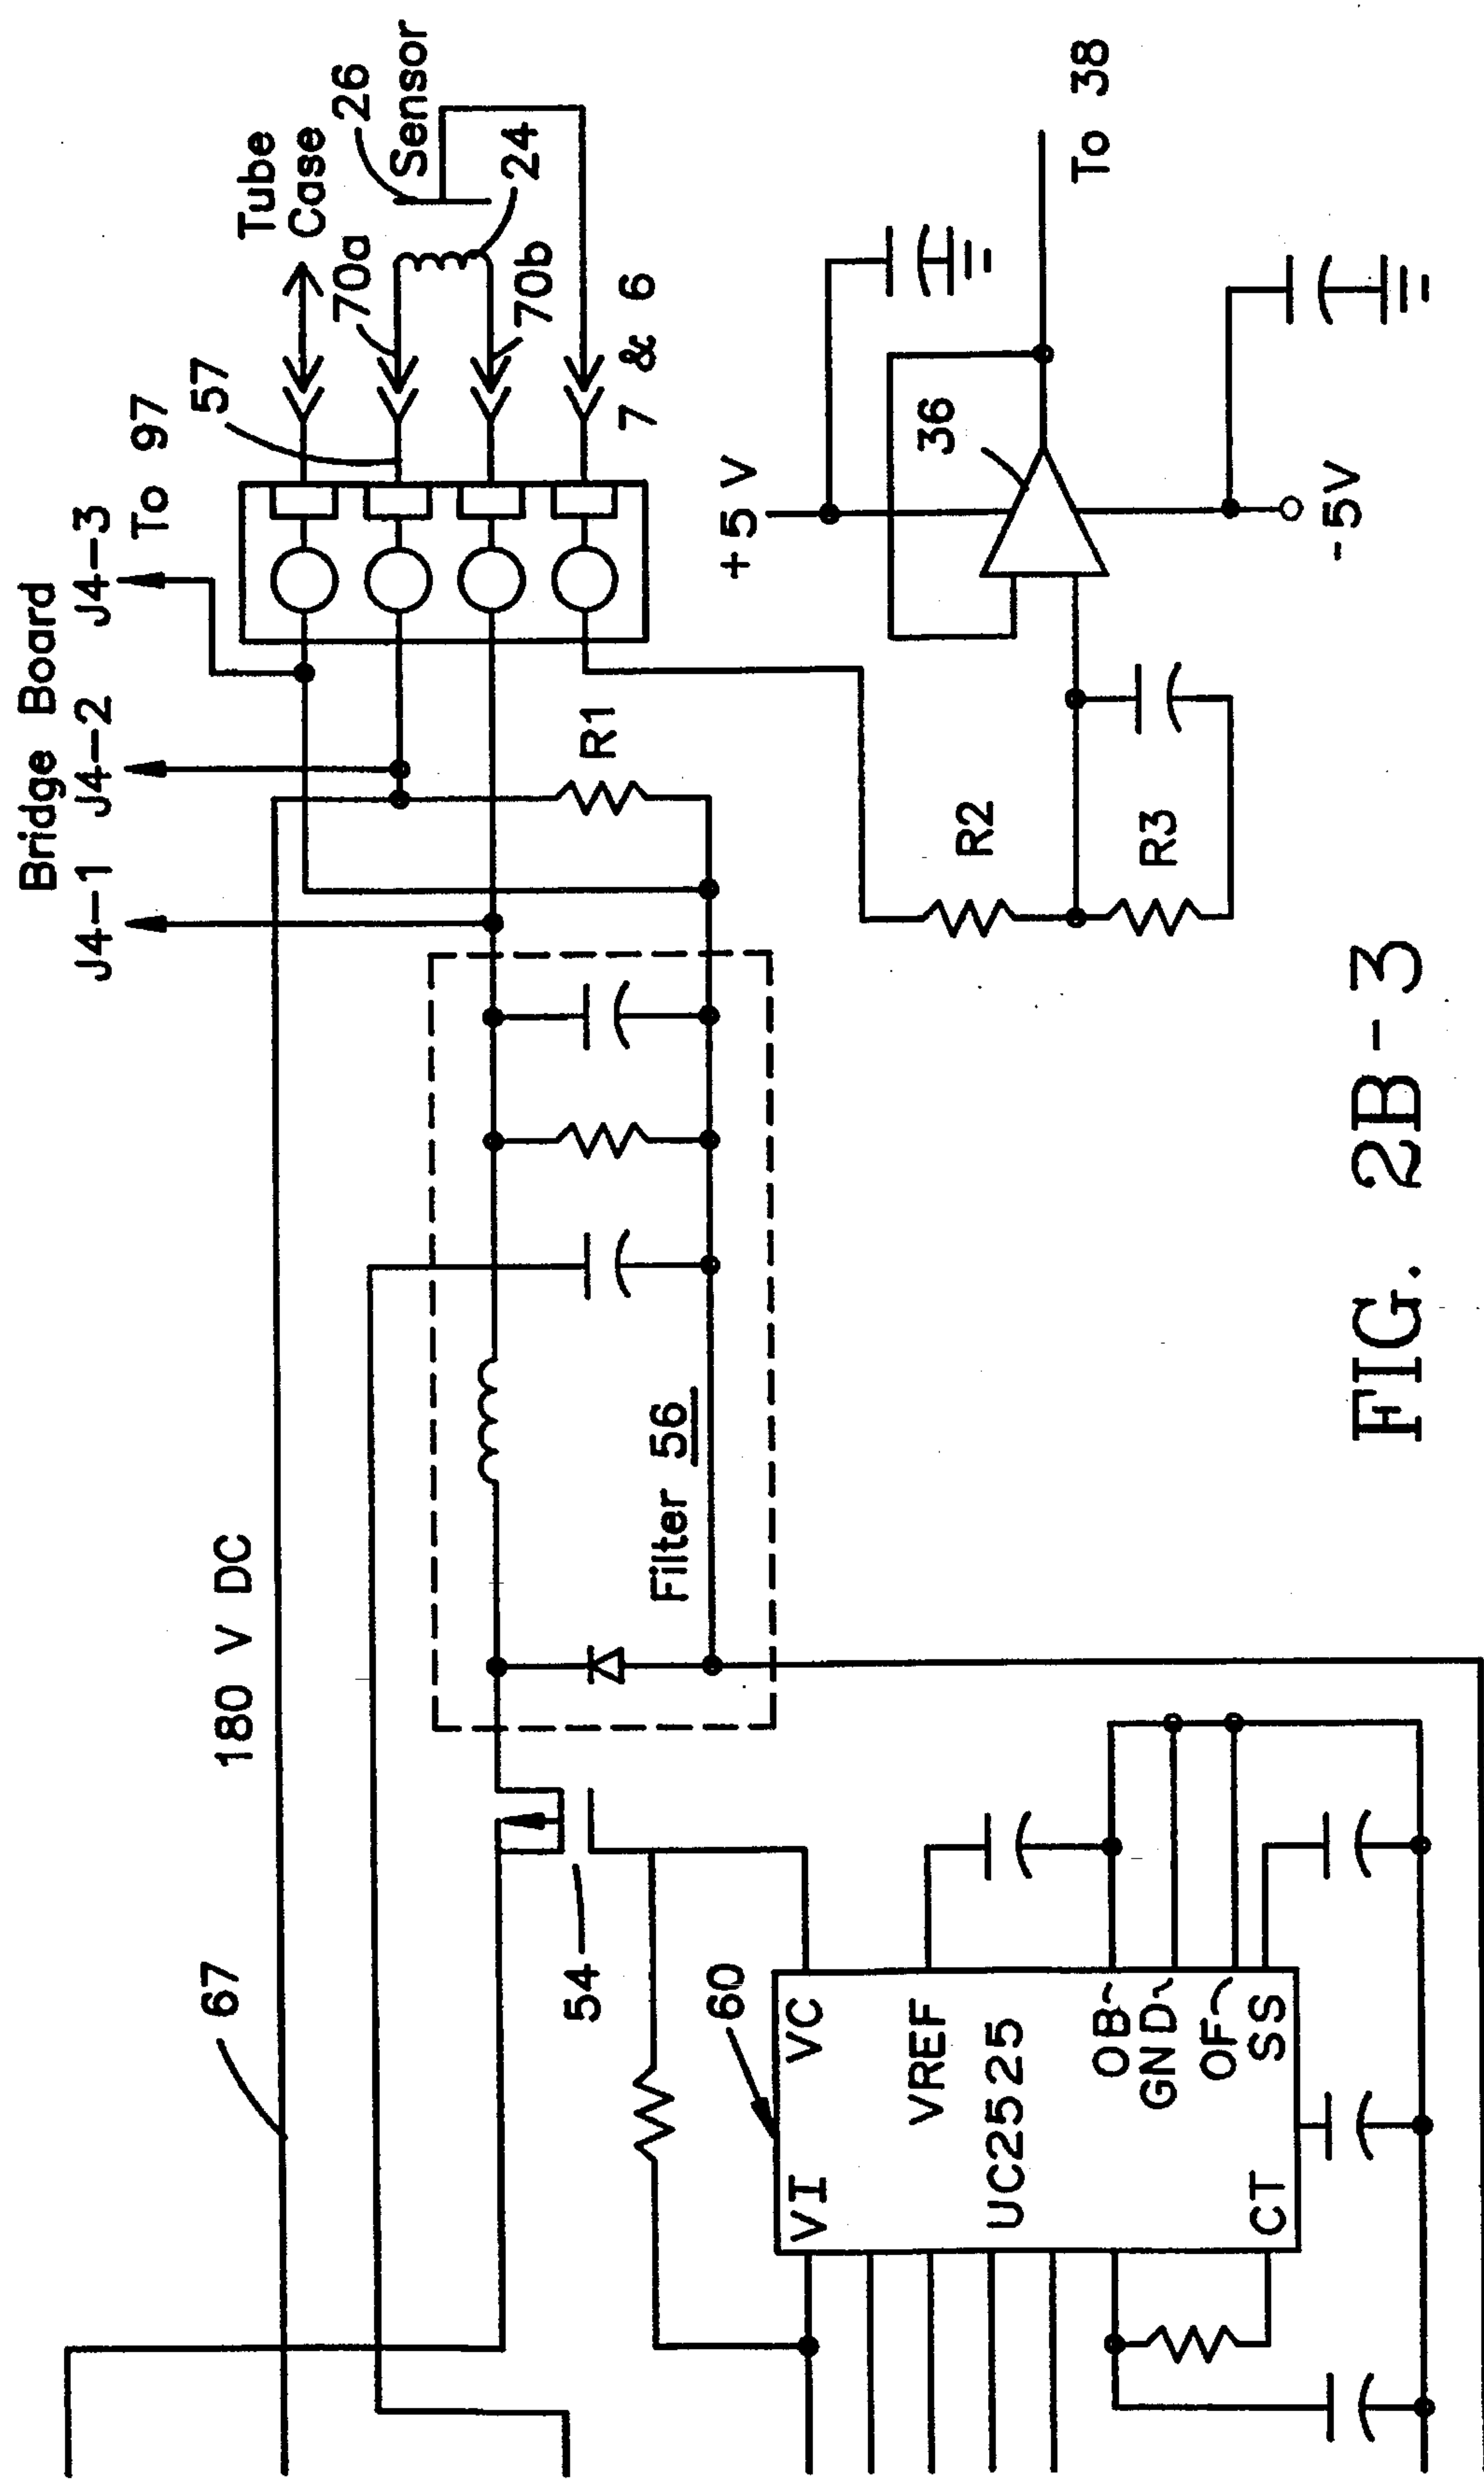 Bridge Board
J4-1 J4-2 J4-3
To 97
57
Tube
Case
70a
26
Sensor
24
70b
7 & 6
180 V DC
67
R1
Filter 56
54
60
VI VC
VREF
UC2525
OB
GND
OF
CT SS
+5 V
36
To 38
-5V
R2
R3
FIG. 2B-3